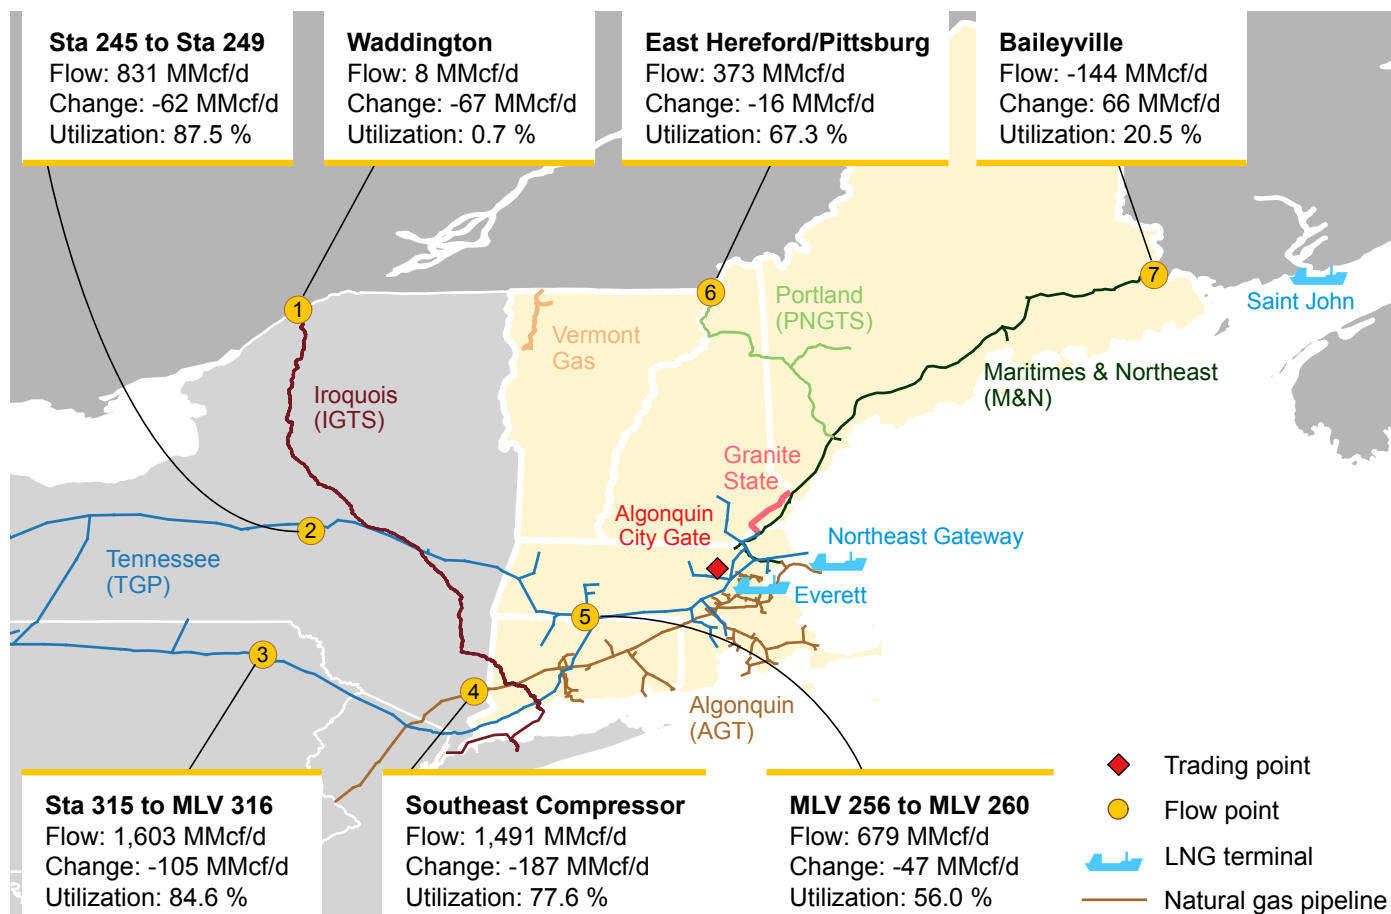 Sta 245 to Sta 249
Flow: 831 MMcf/d
Change: -62 MMcf/d
Utilization: 87.5 %
Waddington
Flow: 8 MMcf/d
Change: -67 MMcf/d
Utilization: 0.7 %
East Hereford/Pittsburg
Flow: 373 MMcf/d
Change: -16 MMcf/d
Utilization: 67.3 %
Baileyville
Flow: -144 MMcf/d
Change: 66 MMcf/d
Utilization: 20.5 %
1
6
7
Saint John
Portland
(PNGTS)
Vermont
Gas
Maritimes & Northeast
(M&N)
Iroquois
(IGTS)
Granite
State
Algonquin
City Gate
2
Northeast Gateway
Tennessee
(TGP)
Everett
5
3
4
Algonquin
(AGT)
Sta 315 to MLV 316
Flow: 1,603 MMcf/d
Change: -105 MMcf/d
Utilization: 84.6 %
Southeast Compressor
Flow: 1,491 MMcf/d
Change: -187 MMcf/d
Utilization: 77.6 %
MLV 256 to MLV 260
Flow: 679 MMcf/d
Change: -47 MMcf/d
Utilization: 56.0 %
Trading point
Flow point
LNG terminal
Natural gas pipeline